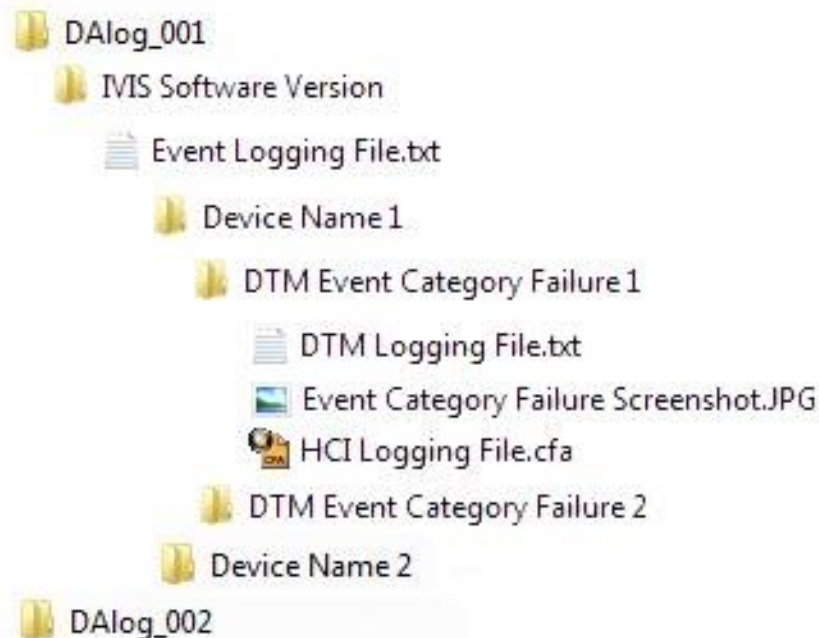 DAlog_001
IVIS Software Version
Event Logging File.txt
Device Name 1
DTM Event Category Failure 1
DTM Logging File.txt
Event Category Failure Screenshot.JPG
CFA
HCI Logging File.cfa
DTM Event Category Failure 2
Device Name 2
DAlog_002